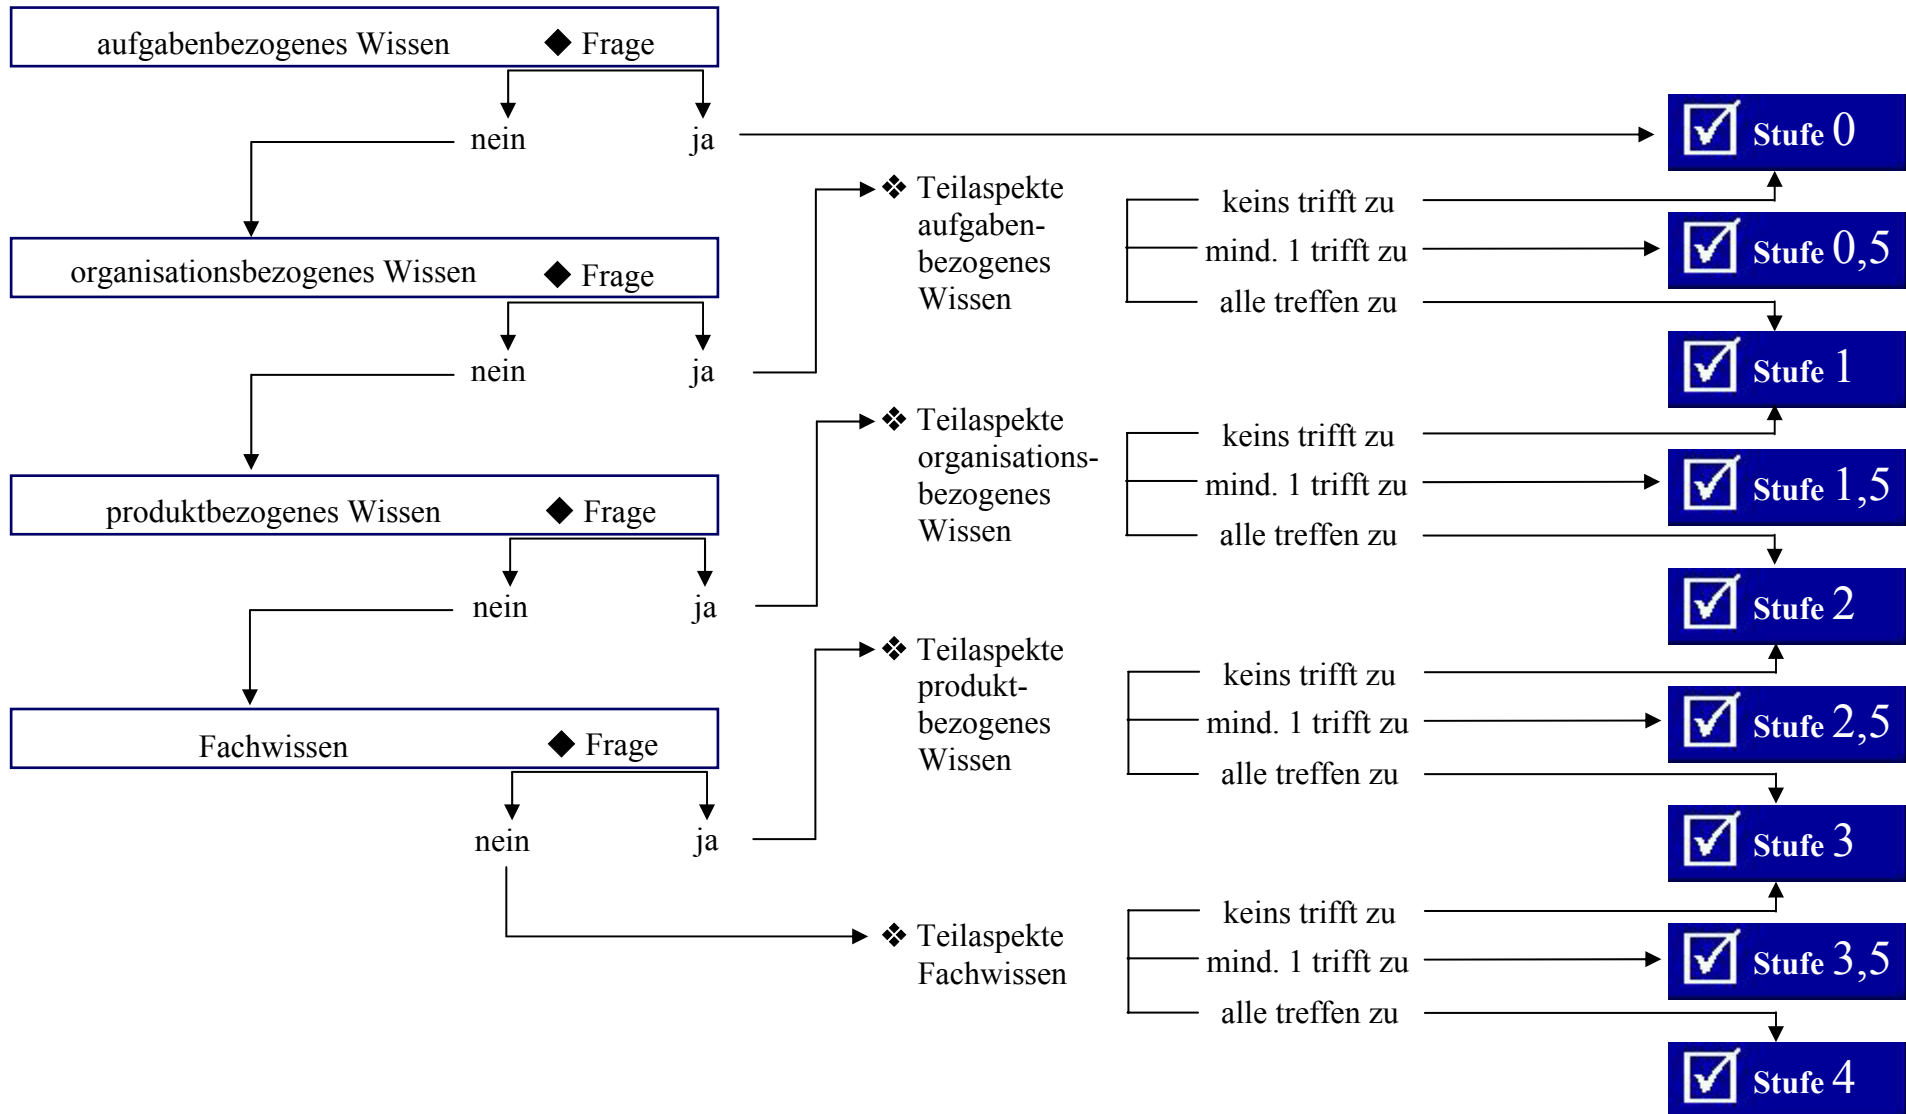 aufgabenbezogenes Wissen ◆ Frage
nein
ja
Stufe 0
❖ Teilaspekte
aufgaben-
bezogenes
Wissen
keins trifft zu
mind. 1 trifft zu
alle treffen zu
Stufe 0,5
organisationsbezogenes Wissen ◆ Frage
nein
ja
Stufe 1
❖ Teilaspekte
organisations-
bezogenes
Wissen
keins trifft zu
mind. 1 trifft zu
alle treffen zu
Stufe 1,5
produktbezogenes Wissen ◆ Frage
nein
ja
Stufe 2
❖ Teilaspekte
produkt-
bezogenes
Wissen
keins trifft zu
mind. 1 trifft zu
alle treffen zu
Stufe 2,5
Fachwissen ◆ Frage
nein
ja
Stufe 3
❖ Teilaspekte
Fachwissen
keins trifft zu
mind. 1 trifft zu
alle treffen zu
Stufe 3,5
Stufe 4